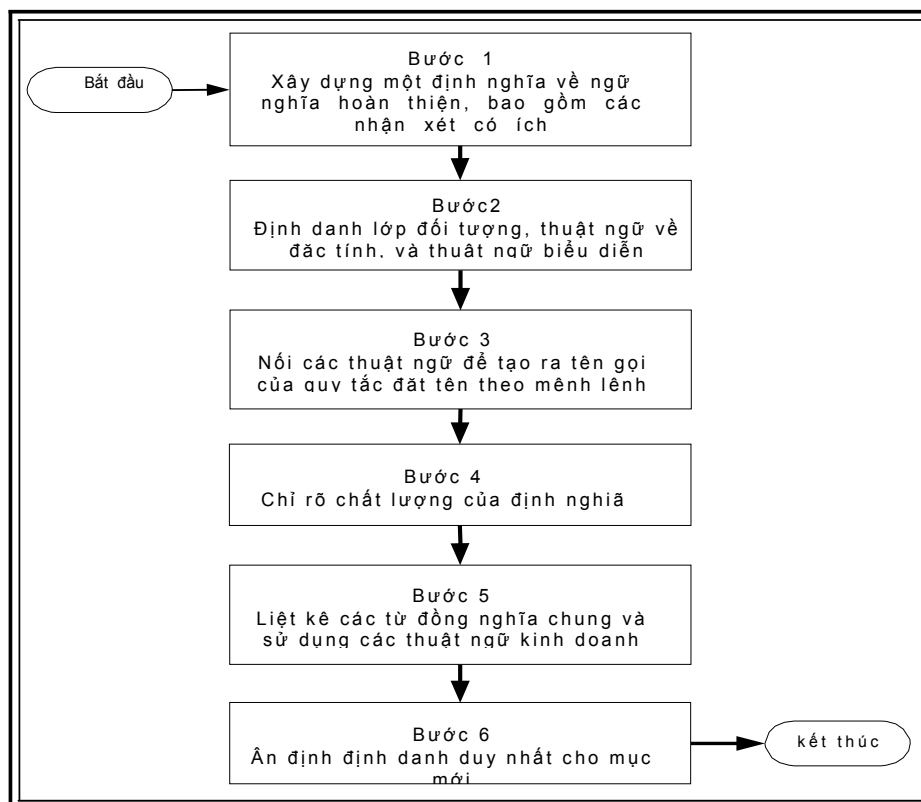 Bắt đầu
Bước 1
Xây dựng một định nghĩa về ngữ
nghĩa hoàn thiện, bao gồm các
nhận xét có ích
Bước2
Định danh lớp đối tượng, thuật ngữ về
đặc tính, và thuật ngữ biểu diễn
Bước 3
Nối các thuật ngữ để tạo ra tên gọi
của quy tắc đặt tên theo mệnh lệnh
Bước 4
Chỉ rõ chất lượng của định nghiã
Bước 5
Liệt kê các từ đồng nghĩa chung và
sử dụng các thuật ngữ kinh doanh
Bước 6
Ấn định định danh duy nhất cho mục
mới
kết thúc